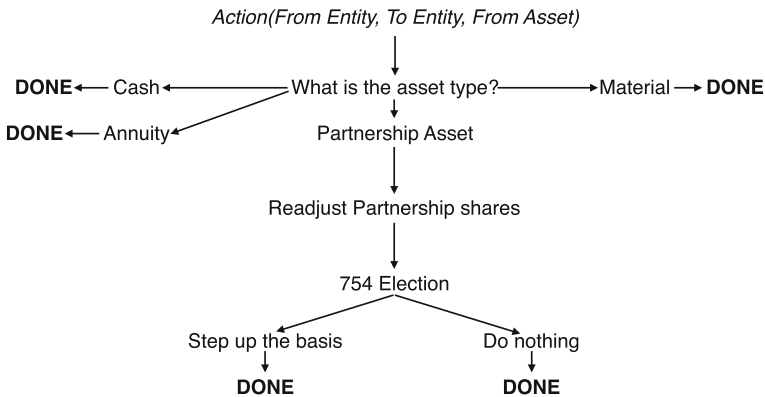 Action(From Entity, To Entity, From Asset)
DONE Cash What is the asset type? Material DONE
DONE Annuity Partnership Asset
Readjust Partnership shares
754 Election
Step up the basis Do nothing
DONE DONE